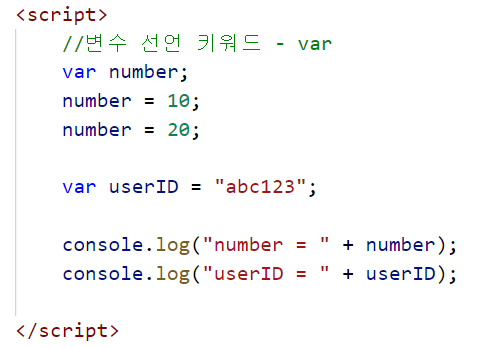 <script>
//변수 선언 키워드 - var
var number;
number = 10;
number = 20;
var userID = "abc123";
console.log("number = " + number);
console.log("userID = " + userID);
</script>